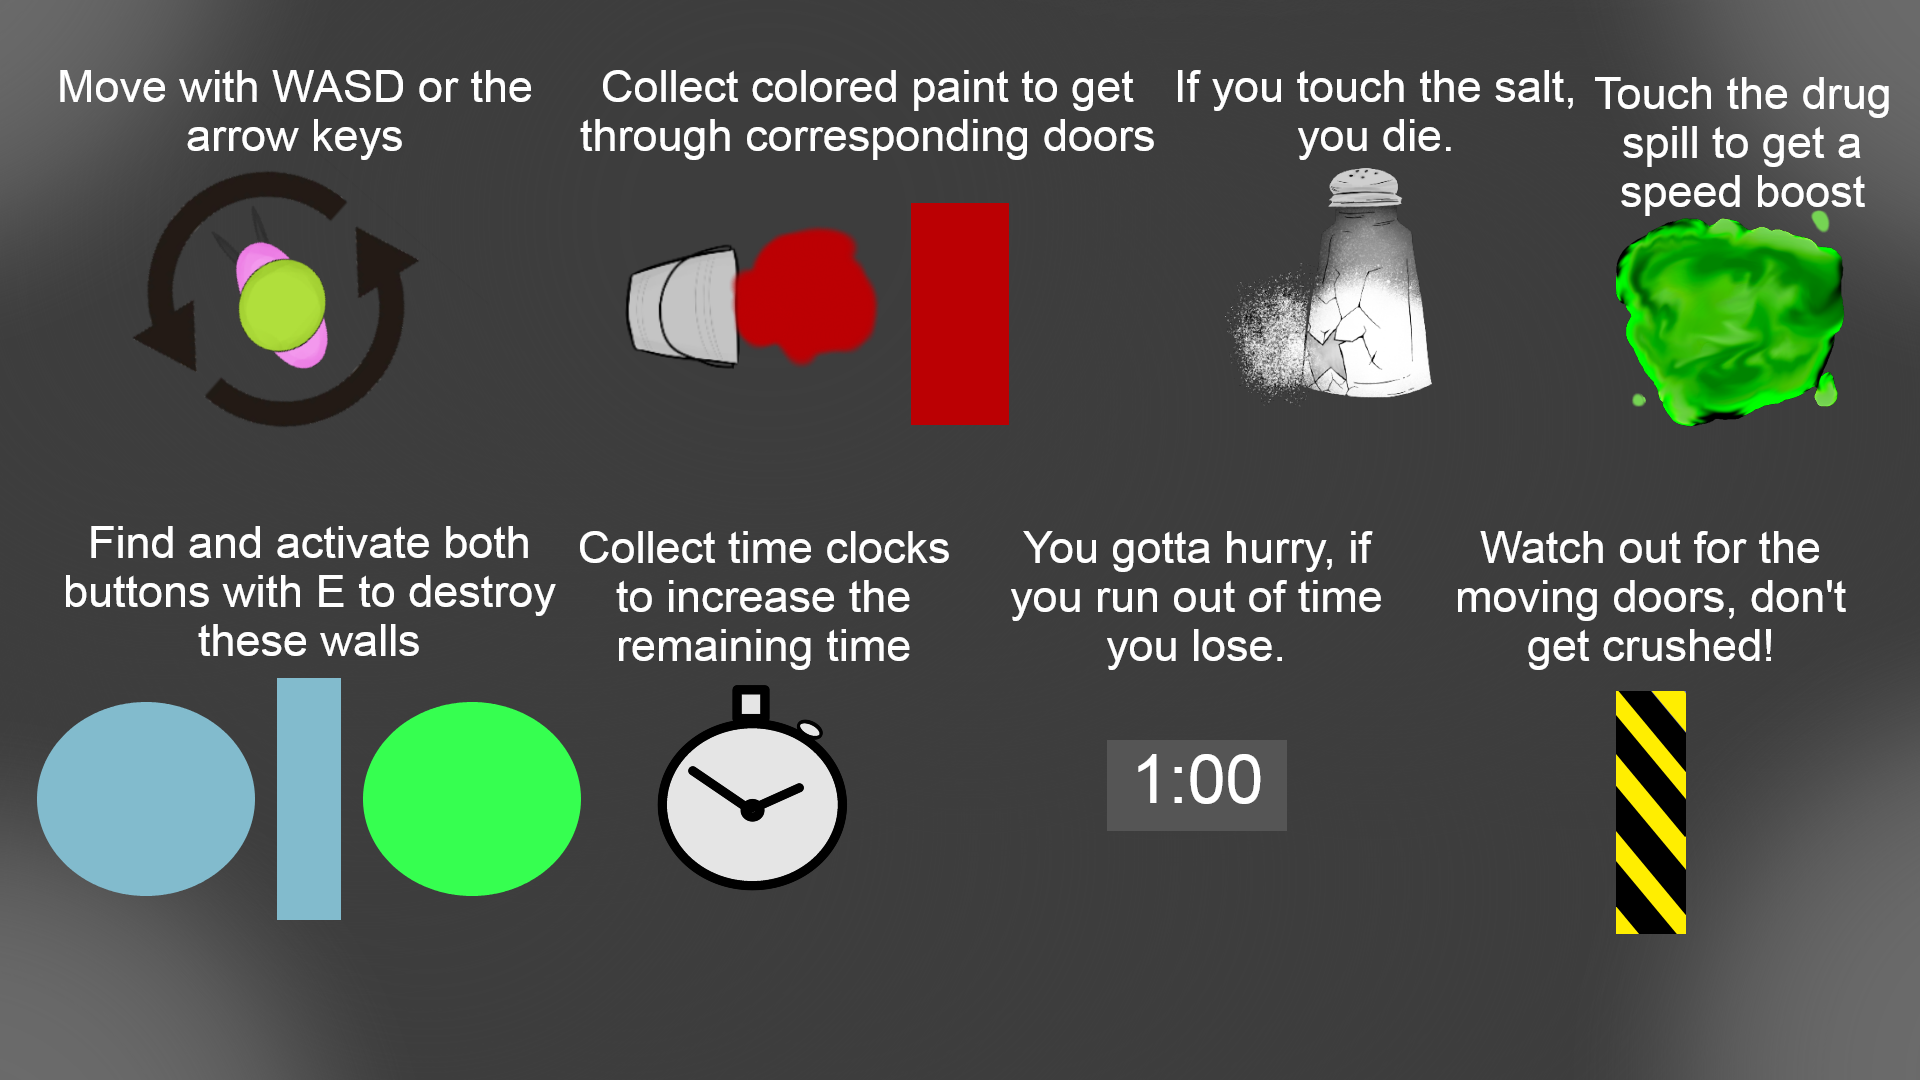 Move with WASD or the
arrow keys
Collect colored paint to get
through corresponding doors
If you touch the salt,
you die.
Touch the drug
spill to get a
speed boost
Find and activate both
buttons with E to destroy
these walls
Collect time clocks
to increase the
remaining time
You gotta hurry, if
you run out of time
you lose.
1:00
Watch out for the
moving doors, don't
get crushed!